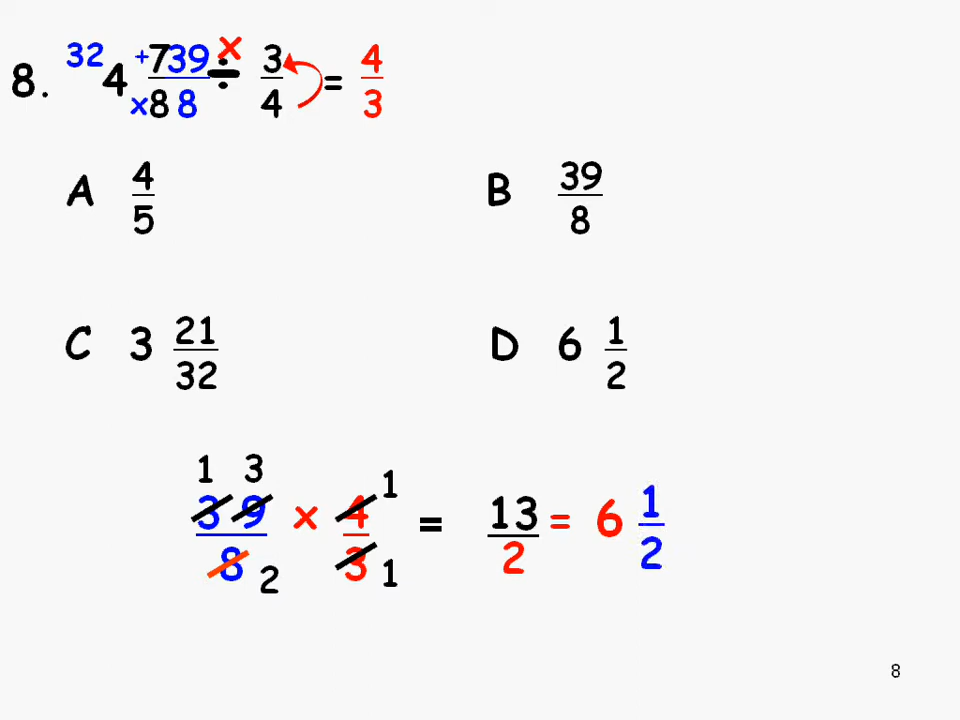 8. 32 4 + 7 39 x 3 = 4
x 8 8 ÷ 4 3
A 4/5 B 39/8
C 3 21/32 D 6 1/2
1 3 1
39/8 x 4/3 = 13/2 = 6 1/2
2 1
8